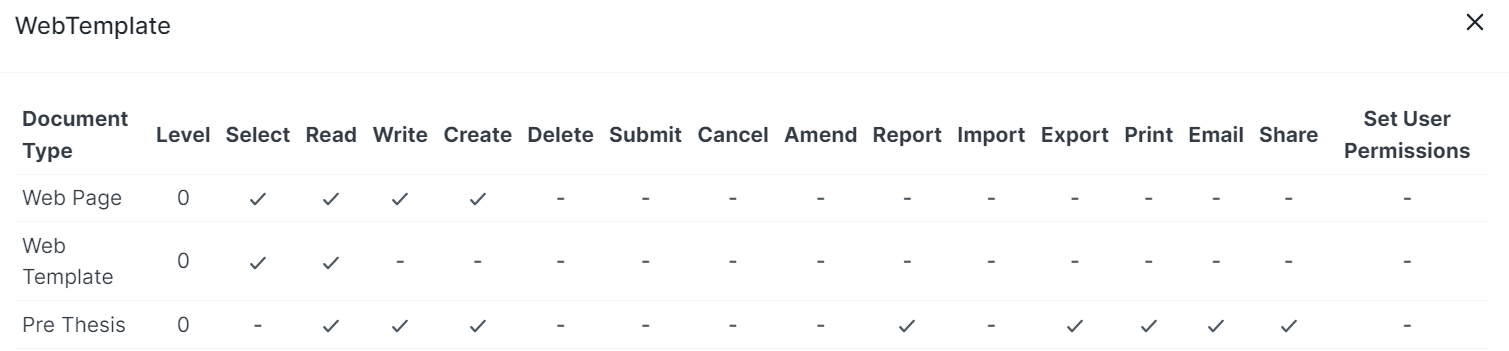 WebTemplate
Document Type Level Select Read Write Create Delete Submit Cancel Amend Report Import Export Print Email Share Set User Permissions
Web Page 0 ✓ ✓ ✓ ✓ - - - - - - - - - - -
Web Template 0 ✓ ✓ - - - - - - - - - - - - -
Pre Thesis 0 - ✓ ✓ ✓ - - - - ✓ - ✓ ✓ ✓ ✓ -